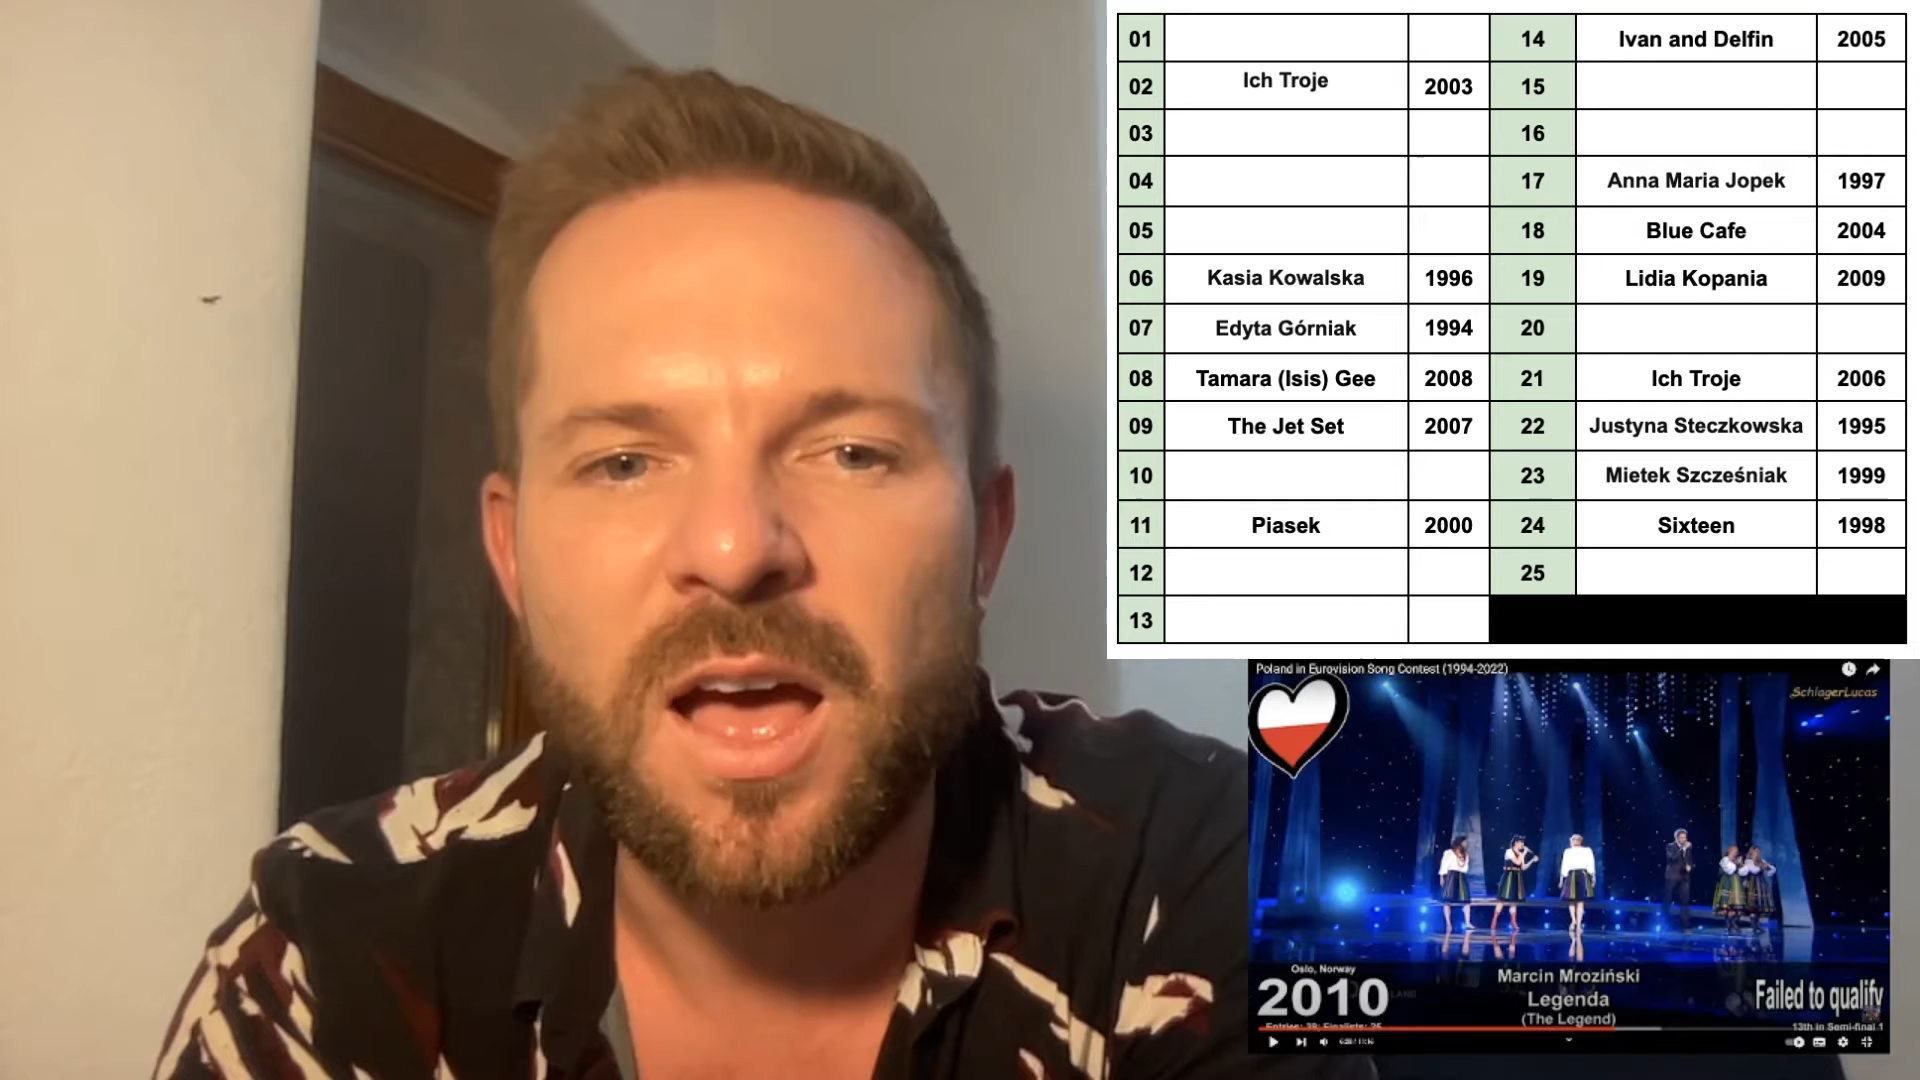 01
02 Ich Troje 2003
03
04
05
06 Kasia Kowalska 1996
07 Edyta Górniak 1994
08 Tamara (Isis) Gee 2008
09 The Jet Set 2007
10
11 Piasek 2000
12
13
14 Ivan and Delfin 2005
15
16
17 Anna Maria Jopek 1997
18 Blue Cafe 2004
19 Lidia Kopania 2009
20
21 Ich Troje 2006
22 Justyna Steczkowska 1995
23 Mietek Szcześniak 1999
24 Sixteen 1998
25
Poland in Eurovision Song Contest (1994-2022)
SchlagerLucas
Oslo, Norway
2010
Marcin Mroziński
Legenda
(The Legend)
Failed to qualify
13th in Semi-final 1